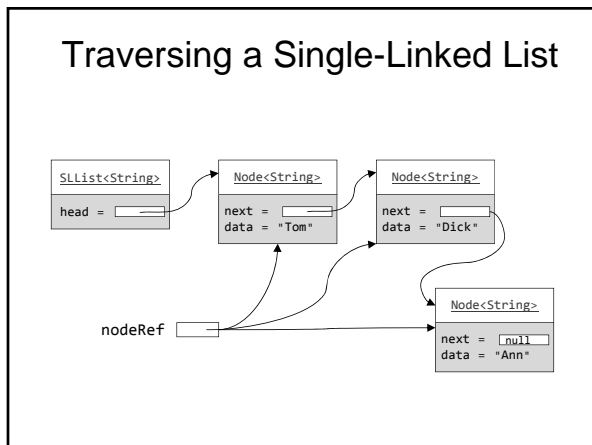 Traversing a Single-Linked List
SLList<String>
head =
Node<String>
next =
data = "Tom"
Node<String>
next =
data = "Dick"
Node<String>
next = null
data = "Ann"
nodeRef